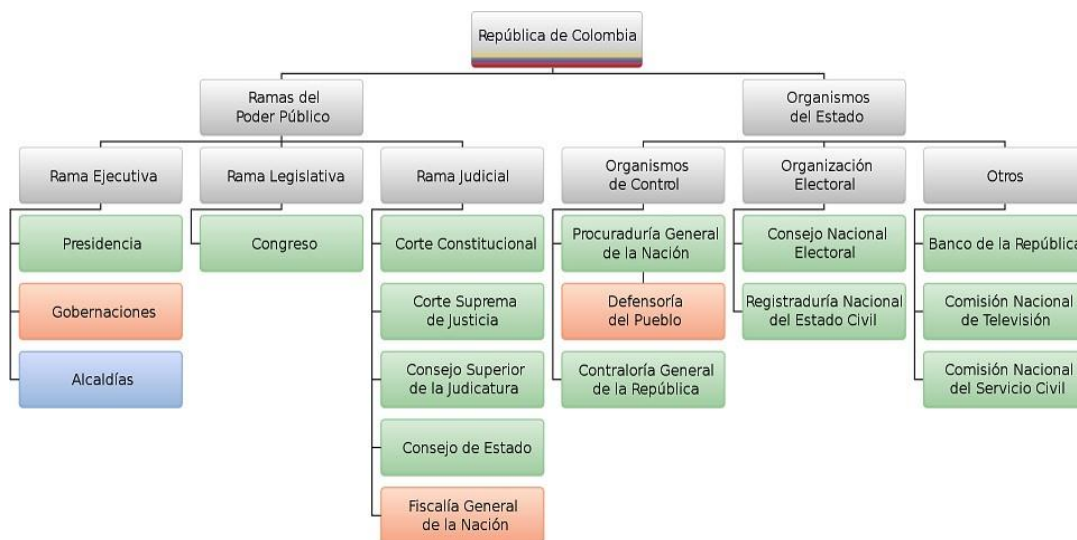 República de Colombia
Ramas del
Poder Público
Organismos
del Estado
Rama Ejecutiva
Rama Legislativa
Rama Judicial
Organismos
de Control
Organización
Electoral
Otros
Presidencia
Gobernaciones
Alcaldías
Congreso
Corte Constitucional
Corte Suprema
de Justicia
Consejo Superior
de la Judicatura
Consejo de Estado
Fiscalía General
de la Nación
Procuraduría General
de la Nación
Defensoría
del Pueblo
Contraloría General
de la República
Consejo Nacional
Electoral
Registraduría Nacional
del Estado Civil
Banco de la República
Comisión Nacional
de Televisión
Comisión Nacional
del Servicio Civil